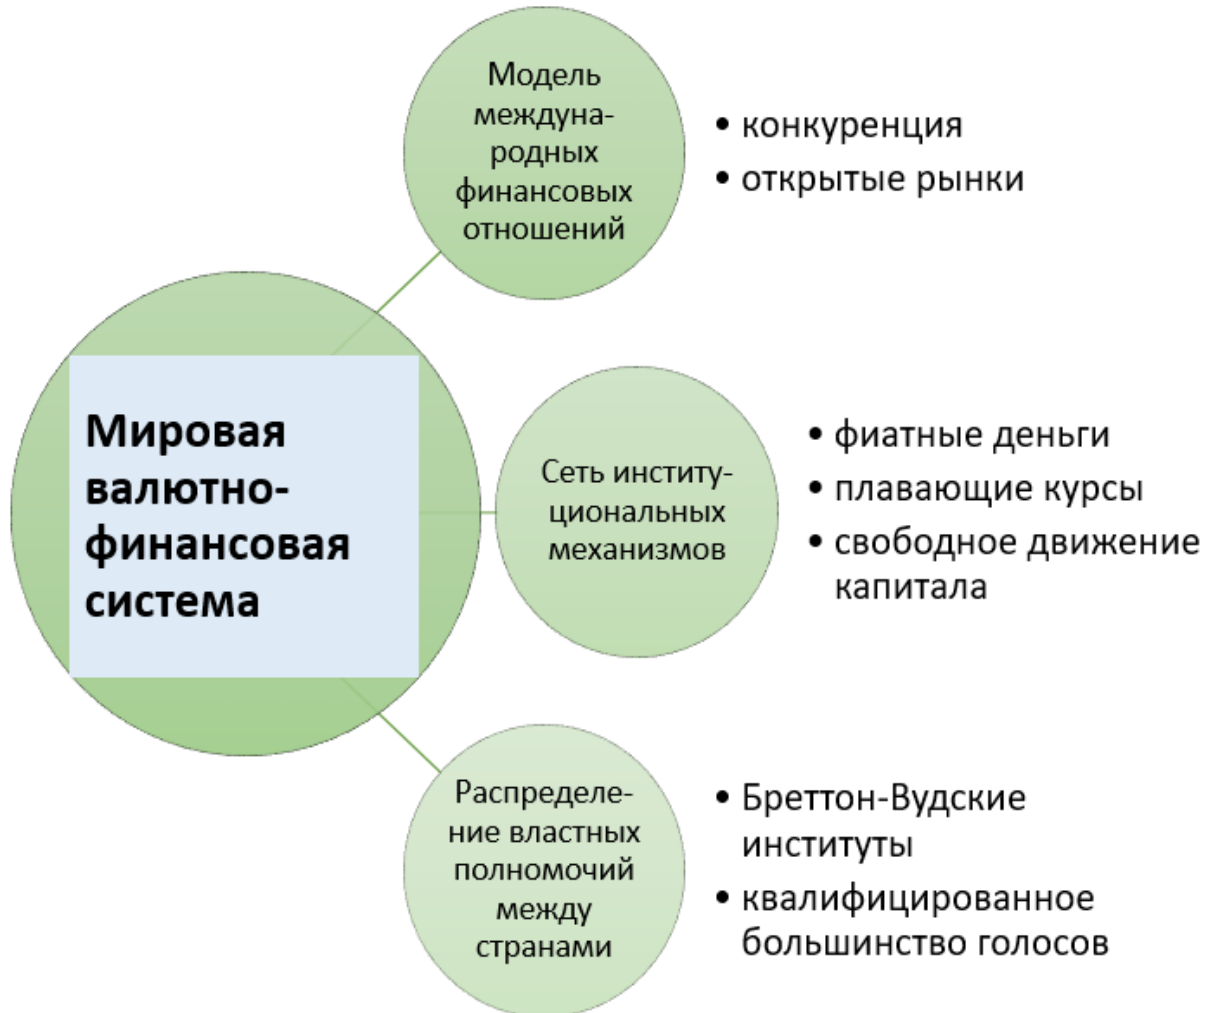 Модель
междуна-
родных
финансовых
отношений
• конкуренция
• открытые рынки
Мировая
валютно-
финансовая
система
Сеть институ-
циональных
механизмов
• фиатные деньги
• плавающие курсы
• свободное движение
капитала
Распределе-
ние властных
полномочий
между
странами
• Бреттон-Вудские
институты
• квалифицированное
большинство голосов